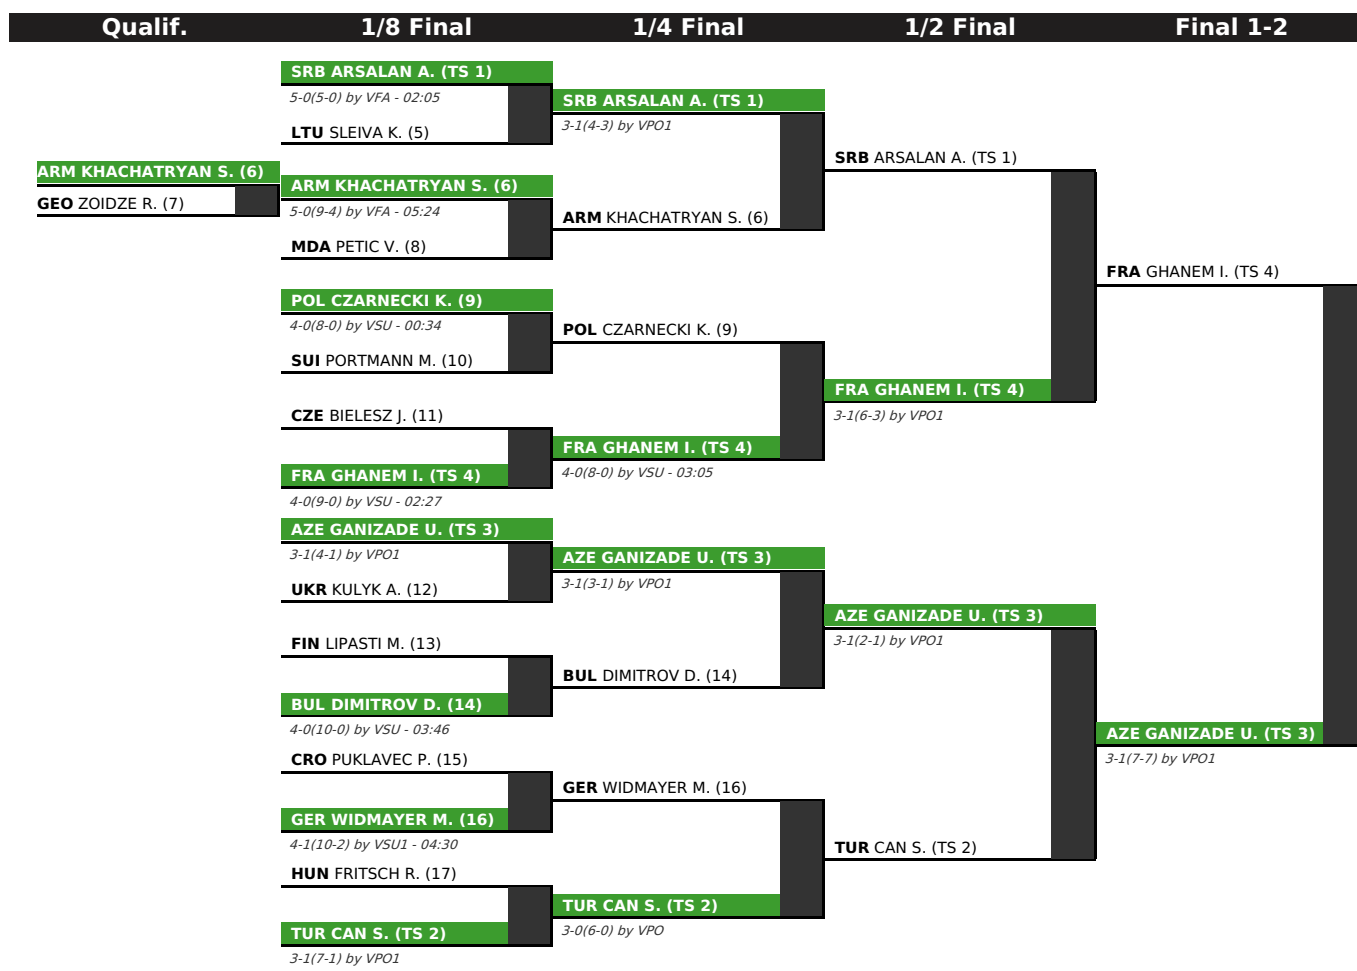 Qualif. 1/8 Final 1/4 Final 1/2 Final Final 1-2
ARM KHACHATRYAN S. (6)
GEO ZOIDZE R. (7)
SRB ARSALAN A. (TS 1)
5-0(5-0) by VFA - 02:05
LTU SLEIVA K. (5)
ARM KHACHATRYAN S. (6)
5-0(9-4) by VFA - 05:24
MDA PETIC V. (8)
POL CZARNECKI K. (9)
4-0(8-0) by VSU - 00:34
SUI PORTMANN M. (10)
CZE BIELESZ J. (11)
FRA GHANEM I. (TS 4)
4-0(9-0) by VSU - 02:27
AZE GANIZADE U. (TS 3)
3-1(4-1) by VPO1
UKR KULYK A. (12)
FIN LIPASTI M. (13)
BUL DIMITROV D. (14)
4-0(10-0) by VSU - 03:46
CRO PUKLAVEC P. (15)
GER WIDMAYER M. (16)
4-1(10-2) by VSU1 - 04:30
HUN FRITSCH R. (17)
TUR CAN S. (TS 2)
3-1(7-1) by VPO1
SRB ARSALAN A. (TS 1)
3-1(4-3) by VPO1
ARM KHACHATRYAN S. (6)
POL CZARNECKI K. (9)
FRA GHANEM I. (TS 4)
4-0(8-0) by VSU - 03:05
AZE GANIZADE U. (TS 3)
3-1(3-1) by VPO1
BUL DIMITROV D. (14)
GER WIDMAYER M. (16)
TUR CAN S. (TS 2)
3-0(6-0) by VPO
SRB ARSALAN A. (TS 1)
FRA GHANEM I. (TS 4)
3-1(6-3) by VPO1
AZE GANIZADE U. (TS 3)
3-1(2-1) by VPO1
TUR CAN S. (TS 2)
FRA GHANEM I. (TS 4)
AZE GANIZADE U. (TS 3)
3-1(7-7) by VPO1